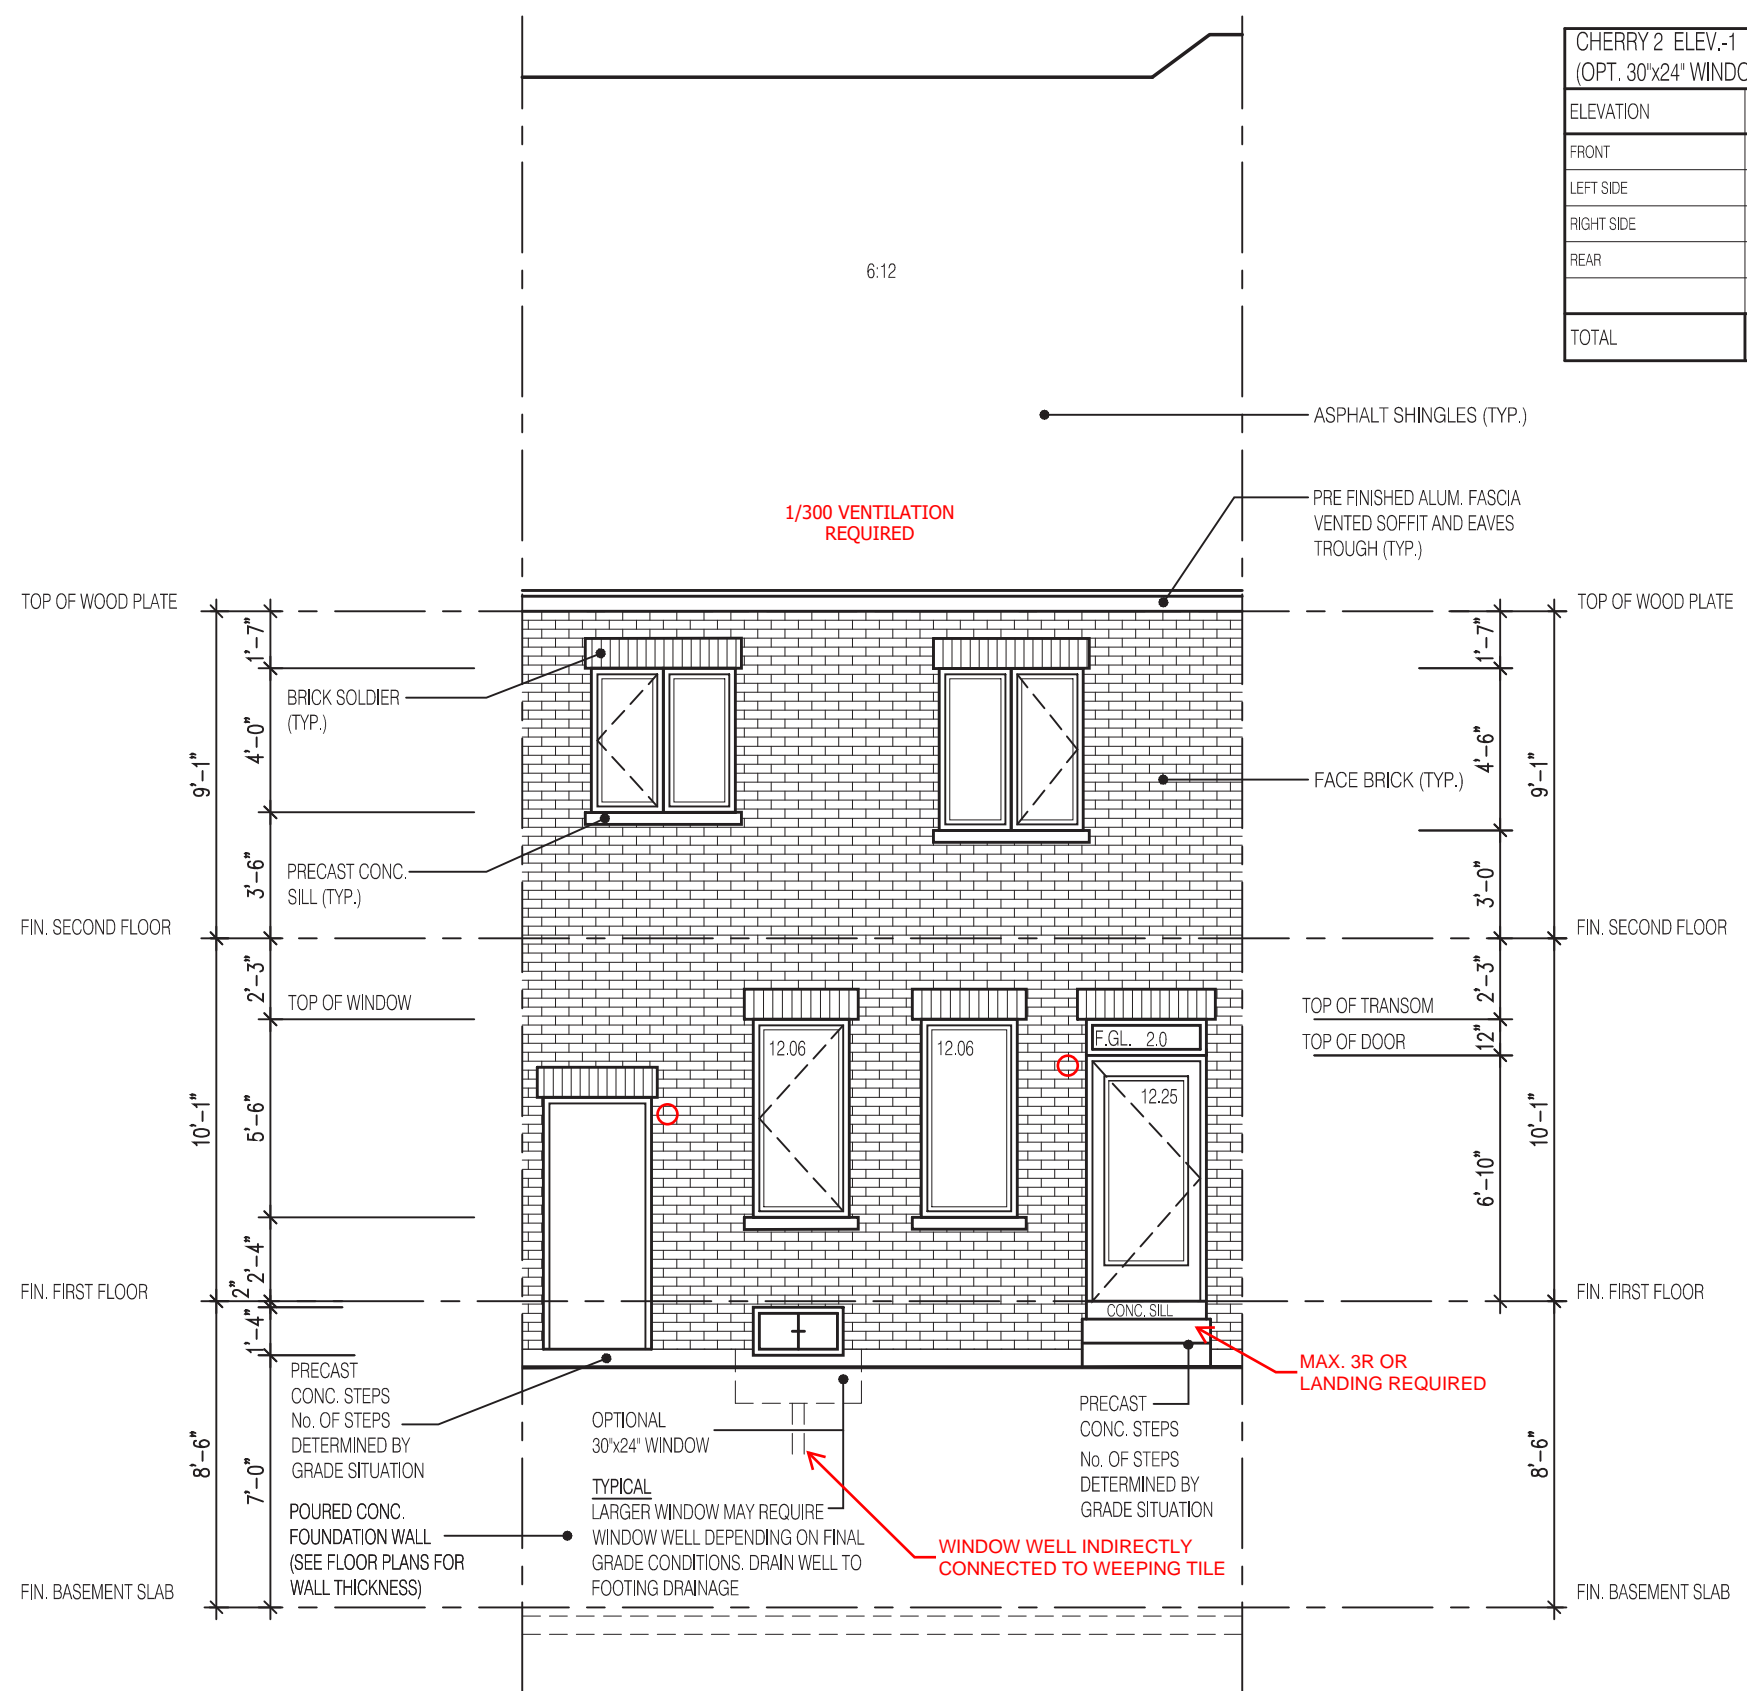 CHERRY 2 ELEV.-1
(OPT. 30"x24" WINDO
ELEVATION
FRONT
LEFT SIDE
RIGHT SIDE
REAR
TOTAL
6:12
ASPHALT SHINGLES (TYP.)
1/300 VENTILATION
REQUIRED
PRE FINISHED ALUM. FASCIA
VENTED SOFFIT AND EAVES
TROUGH (TYP.)
TOP OF WOOD PLATE
TOP OF WOOD PLATE
1'-7"
1'-7"
BRICK SOLDIER
(TYP.)
4'-0"
9'-1"
4'-6"
9'-1"
FACE BRICK (TYP.)
PRECAST CONC.
SILL (TYP.)
3'-6"
3'-0"
FIN. SECOND FLOOR
FIN. SECOND FLOOR
2'-3"
2'-3"
TOP OF WINDOW
TOP OF TRANSOM
TOP OF DOOR
12"
F.GL. 2.0
12.06
12.06
12.25
10'-1"
5'-6"
6'-10"
10'-1"
2'-4"
2"
FIN. FIRST FLOOR
FIN. FIRST FLOOR
CONC. SILL
1'-4"
PRECAST
CONC. STEPS
No. OF STEPS
DETERMINED BY
GRADE SITUATION
MAX. 3R OR
LANDING REQUIRED
OPTIONAL
30"x24" WINDOW
PRECAST
CONC. STEPS
No. OF STEPS
DETERMINED BY
GRADE SITUATION
8'-6"
7'-0"
8'-6"
POURED CONC.
FOUNDATION WALL
(SEE FLOOR PLANS FOR
WALL THICKNESS)
TYPICAL
LARGER WINDOW MAY REQUIRE
WINDOW WELL DEPENDING ON FINAL
GRADE CONDITIONS. DRAIN WELL TO
FOOTING DRAINAGE
WINDOW WELL INDIRECTLY
CONNECTED TO WEEPING TILE
FIN. BASEMENT SLAB
FIN. BASEMENT SLAB